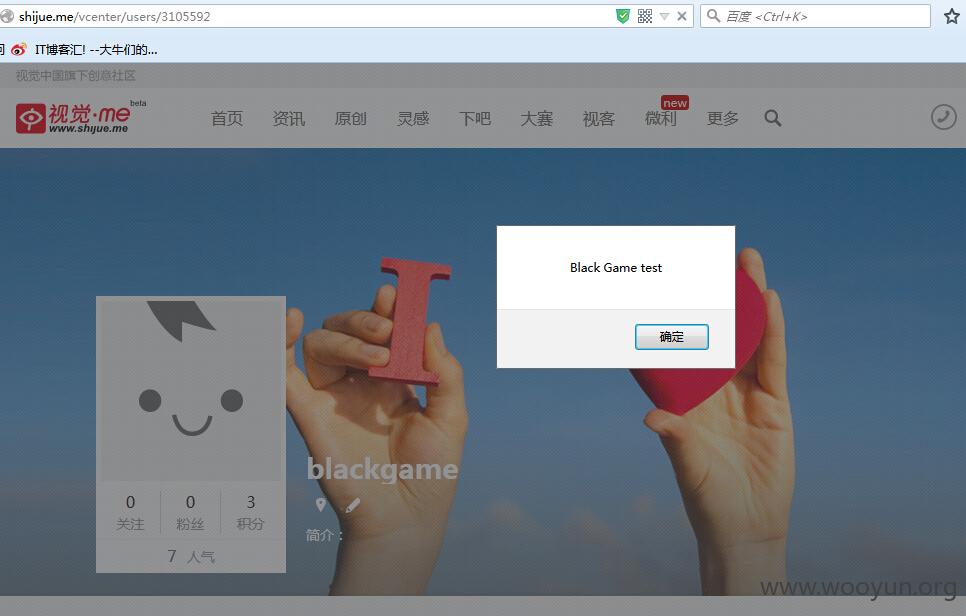 shijue.me/vcenter/users/3105592
百度 <Ctrl+K>
IT博客汇! --大牛们的...
视觉中国旗下创意社区
视觉·me beta
www.shijue.me
首页 资讯 原创 灵感 下吧 大赛 视客 微利 new 更多
Black Game test
确定
blackgame
0 0 3
关注 粉丝 积分
简介：
7 人气
www.wooyun.org